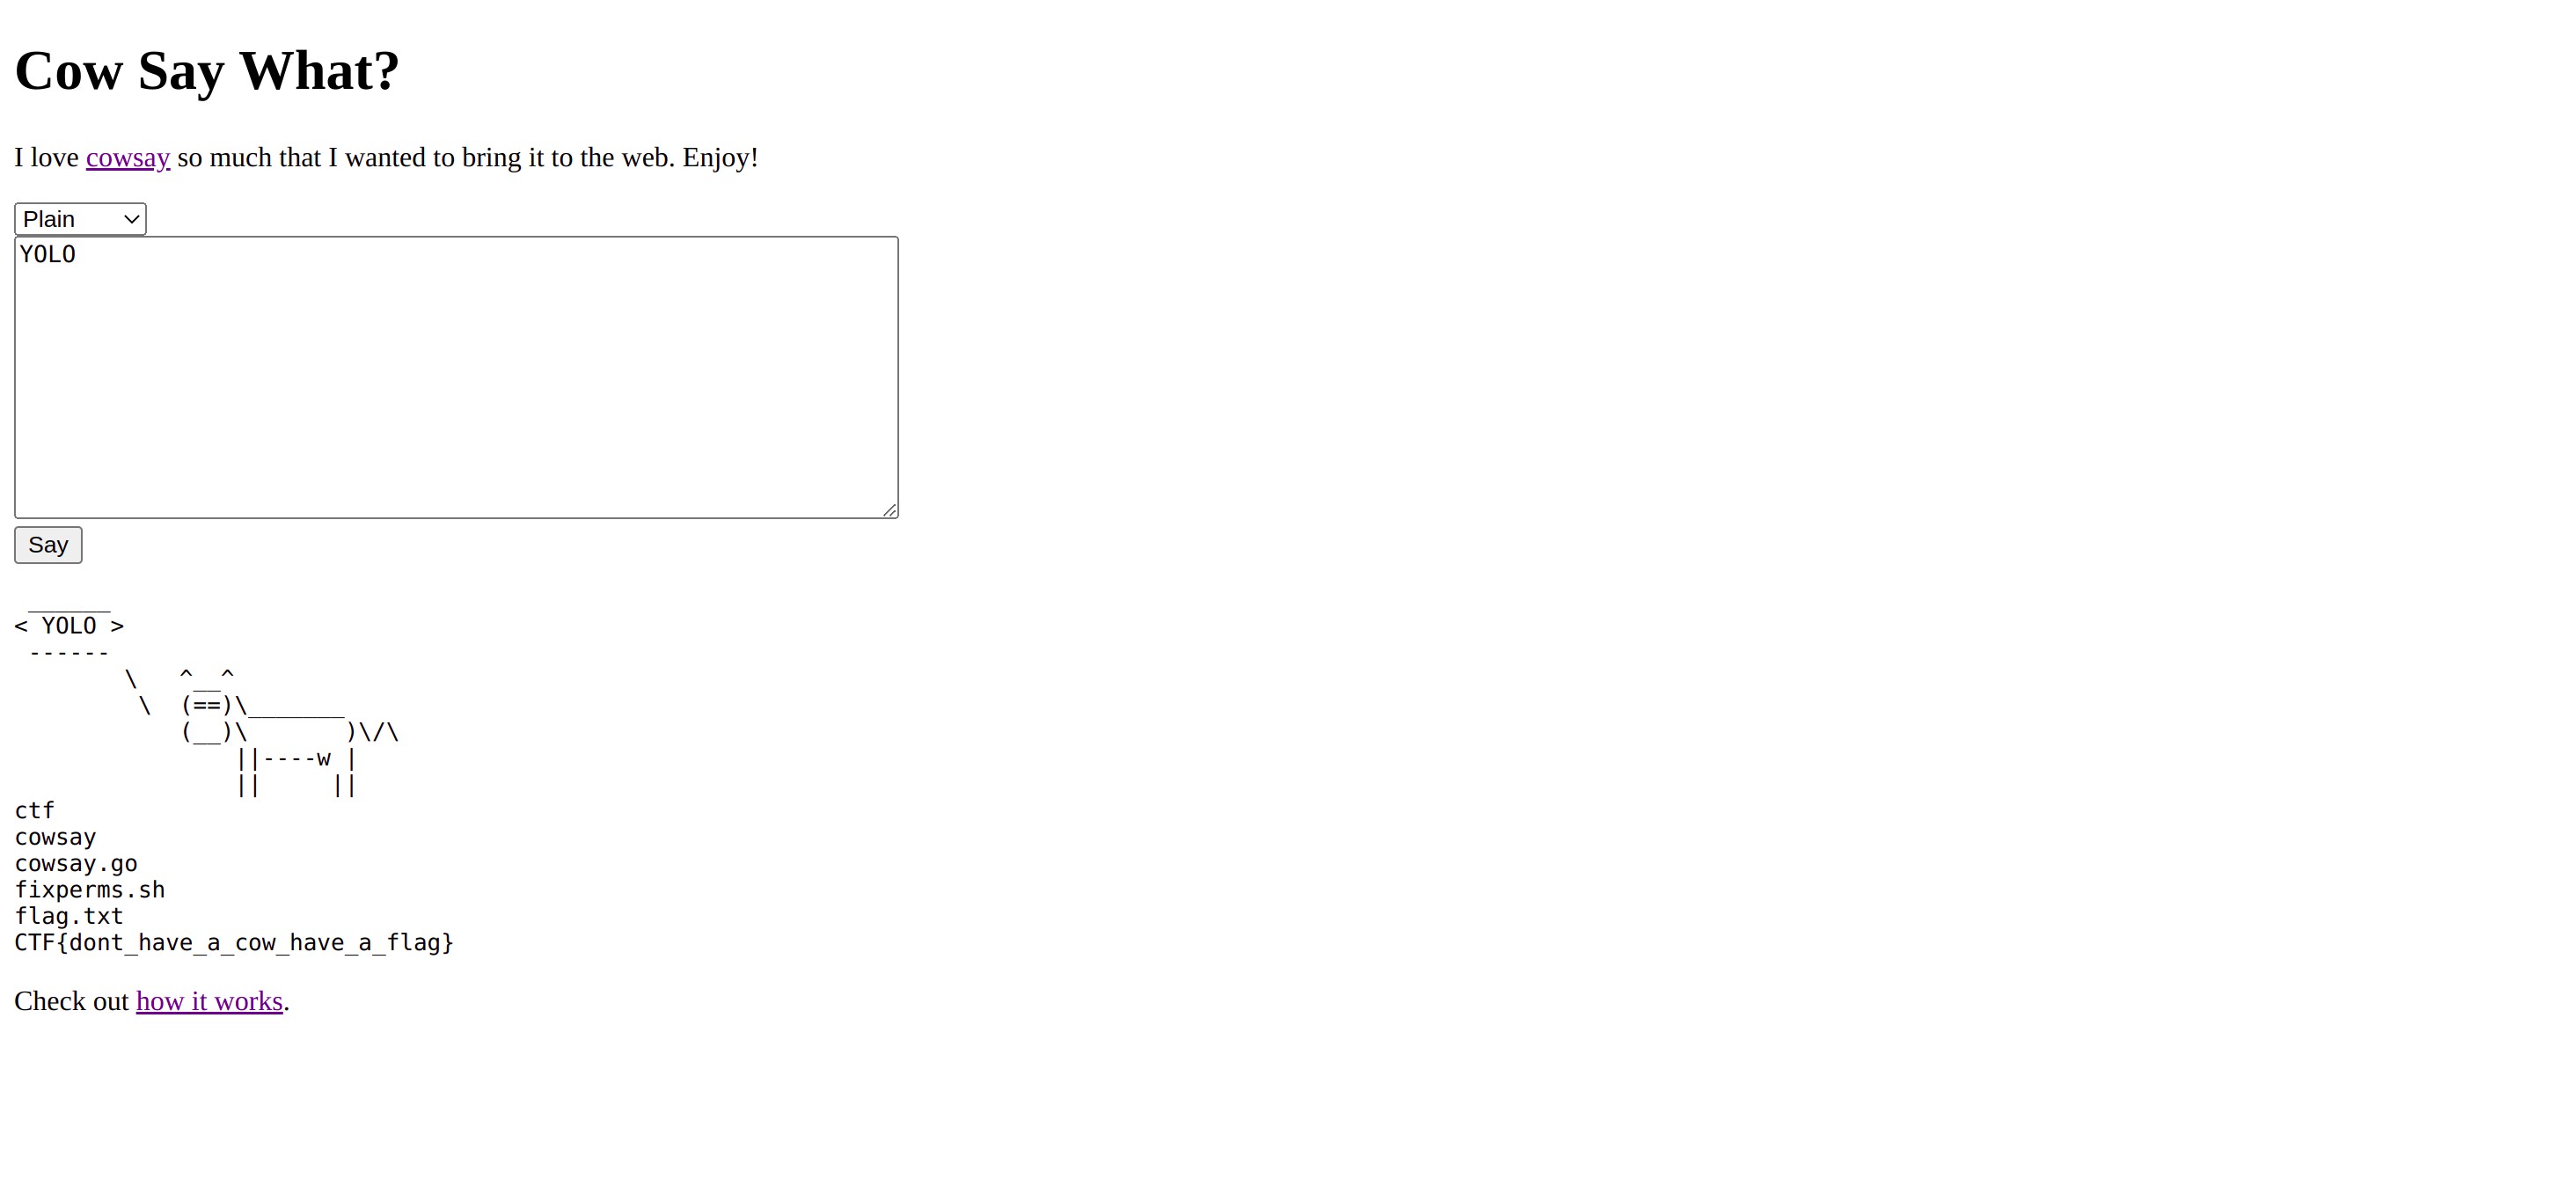 Cow Say What?
I love cowsay so much that I wanted to bring it to the web. Enjoy!
Plain
YOLO
Say
 ______
< YOLO >
 ------
        \   ^__^
         \  (==)\_______
            (__)\       )\/\
                ||----w |
                ||     ||
ctf
cowsay
cowsay.go
fixperms.sh
flag.txt
CTF{dont_have_a_cow_have_a_flag}
Check out how it works.